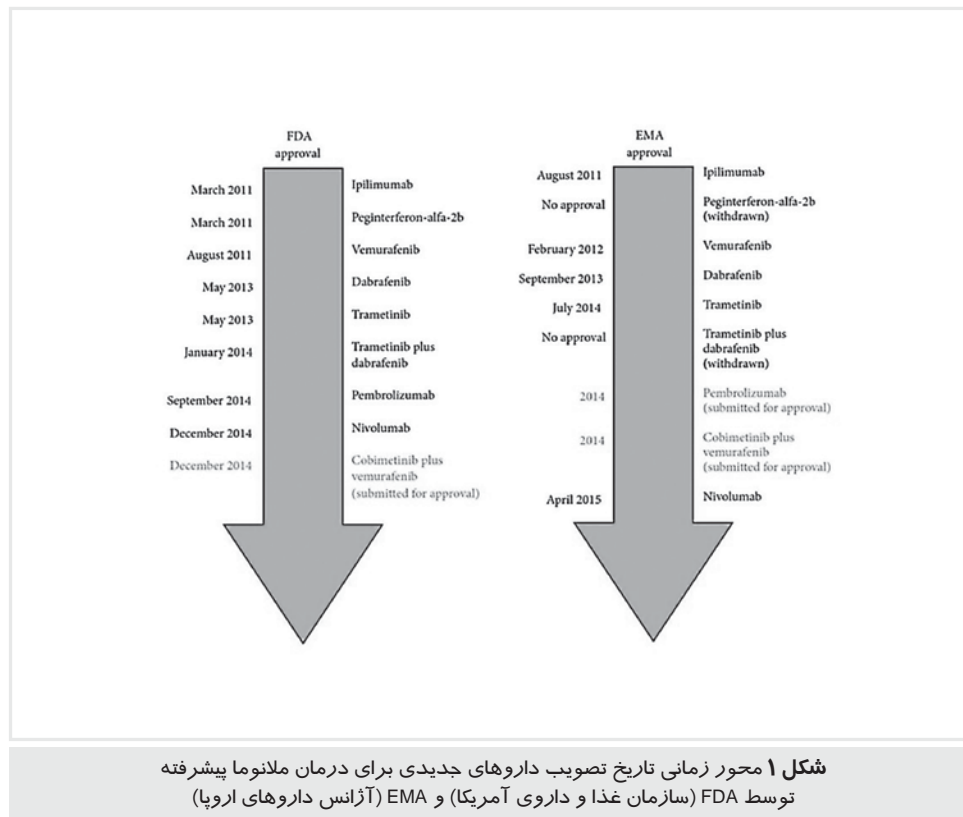 FDA
approval
March 2011
Ipilimumab
March 2011
Peginterferon-alfa-2b
August 2011
Vemurafenib
May 2013
Dabrafenib
May 2013
Trametinib
January 2014
Trametinib plus
dabrafenib
September 2014
Pembrolizumab
December 2014
Nivolumab
December 2014
Cobimetinib plus
vemurafenib
(submitted for approval)
EMA
approval
August 2011
Ipilimumab
No approval
Peginterferon-alfa-2b
(withdrawn)
February 2012
Vemurafenib
September 2013
Dabrafenib
July 2014
Trametinib
No approval
Trametinib plus
dabrafenib
(withdrawn)
2014
Pembrolizumab
(submitted for approval)
2014
Cobimetinib plus
vemurafenib
(submitted for approval)
April 2015
Nivolumab
شکل ۱ محور زمانی تاریخ تصویب داروهای جدیدی برای درمان ملانوما پیشرفته
توسط FDA (سازمان غذا و داروی آمریکا) و EMA (آژانس داروهای اروپا)